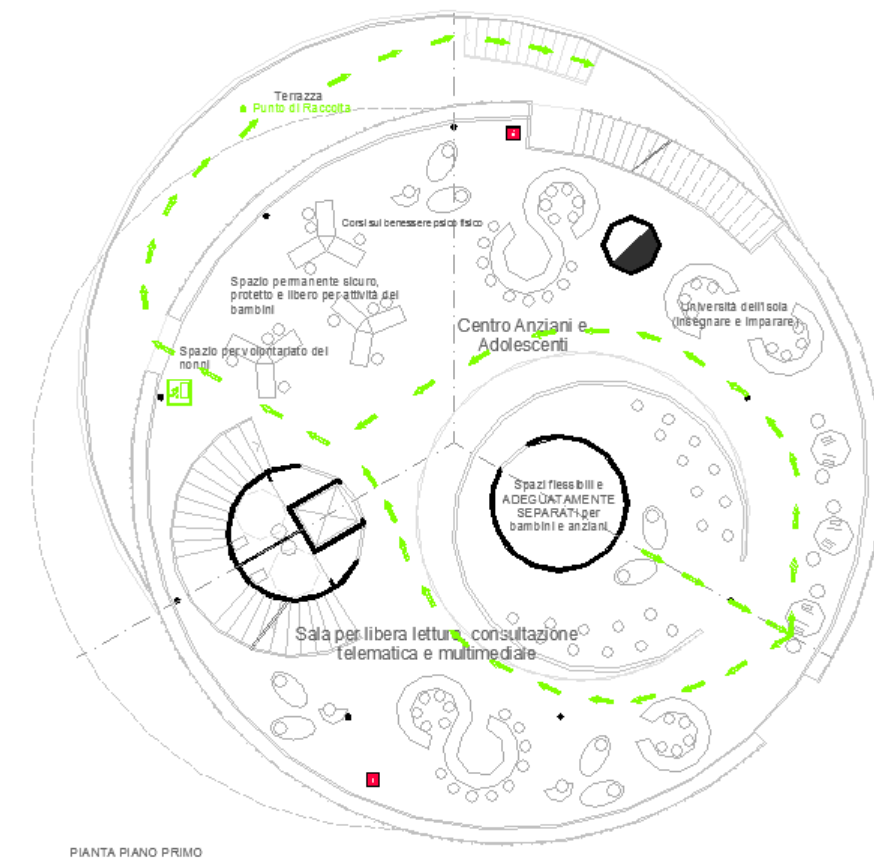 Terrazza
Punto di Raccolta
Corsi sul benessere psico fisico
Spazio permanente sicuro,
protetto e libero per attività dei
bambini
Università dell'isola
(insegnare e imparare)
Centro Anziani e
Adolescenti
Spazio per volontariato dei
nonni
Spazi flessibili e
ADEGUATAMENTE
SEPARATI per
bambini e anziani
Sala per libera lettura, consultazione
telematica e multimediale
PIANTA PIANO PRIMO